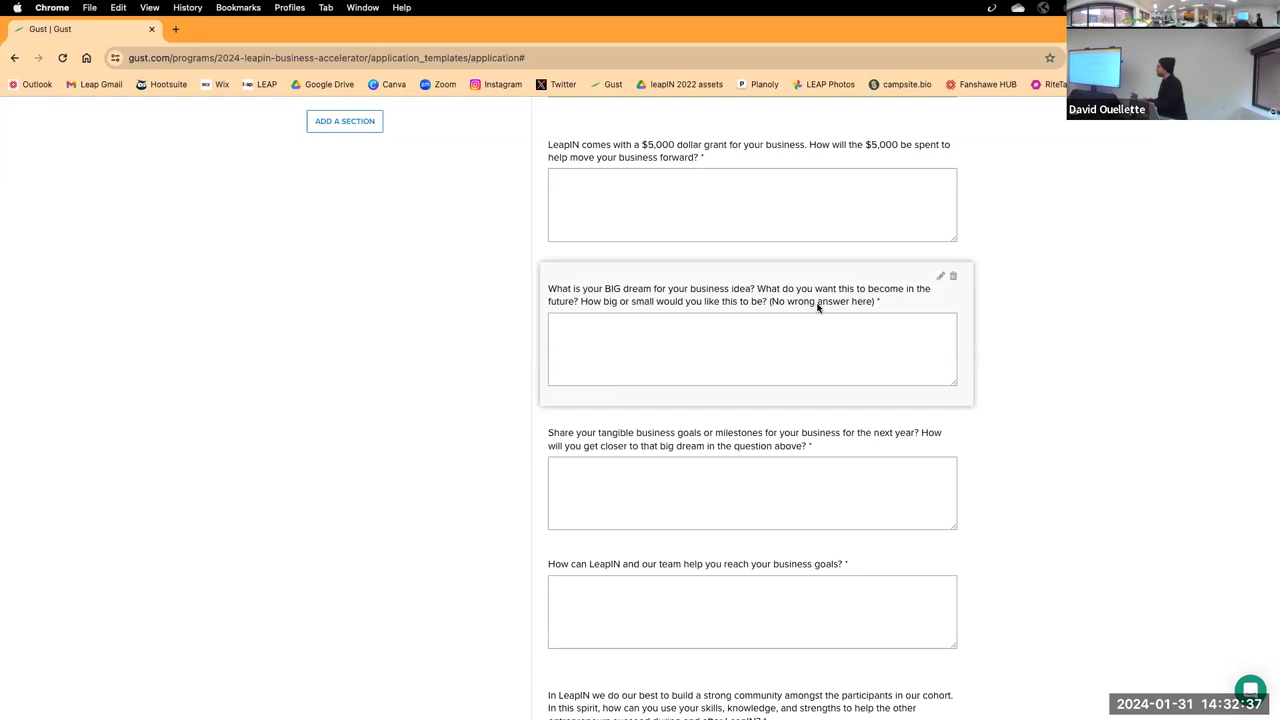 Chrome File Edit View History Bookmarks Profiles Tab Window Help
Gust | Gust
gust.com/programs/2024-leapin-business-accelerator/application_templates/application#
Outlook Leap Gmail Hootsuite Wix LEAP Google Drive Canva Zoom Instagram Twitter Gust leapIN 2022 assets Planoly LEAP Photos campsite.bio Fanshawe HUB RiteTa
David Ouellette
ADD A SECTION
LeapIN comes with a $5,000 dollar grant for your business. How will the $5,000 be spent to
help move your business forward? *
What is your BIG dream for your business idea? What do you want this to become in the
future? How big or small would you like this to be? (No wrong answer here) *
Share your tangible business goals or milestones for your business for the next year? How
will you get closer to that big dream in the question above? *
How can LeapIN and our team help you reach your business goals? *
In LeapIN we do our best to build a strong community amongst the participants in our cohort.
In this spirit, how can you use your skills, knowledge, and strengths to help the other
entrepreneurs succeed during and after LeapIN? *
2024-01-31 14:32:37